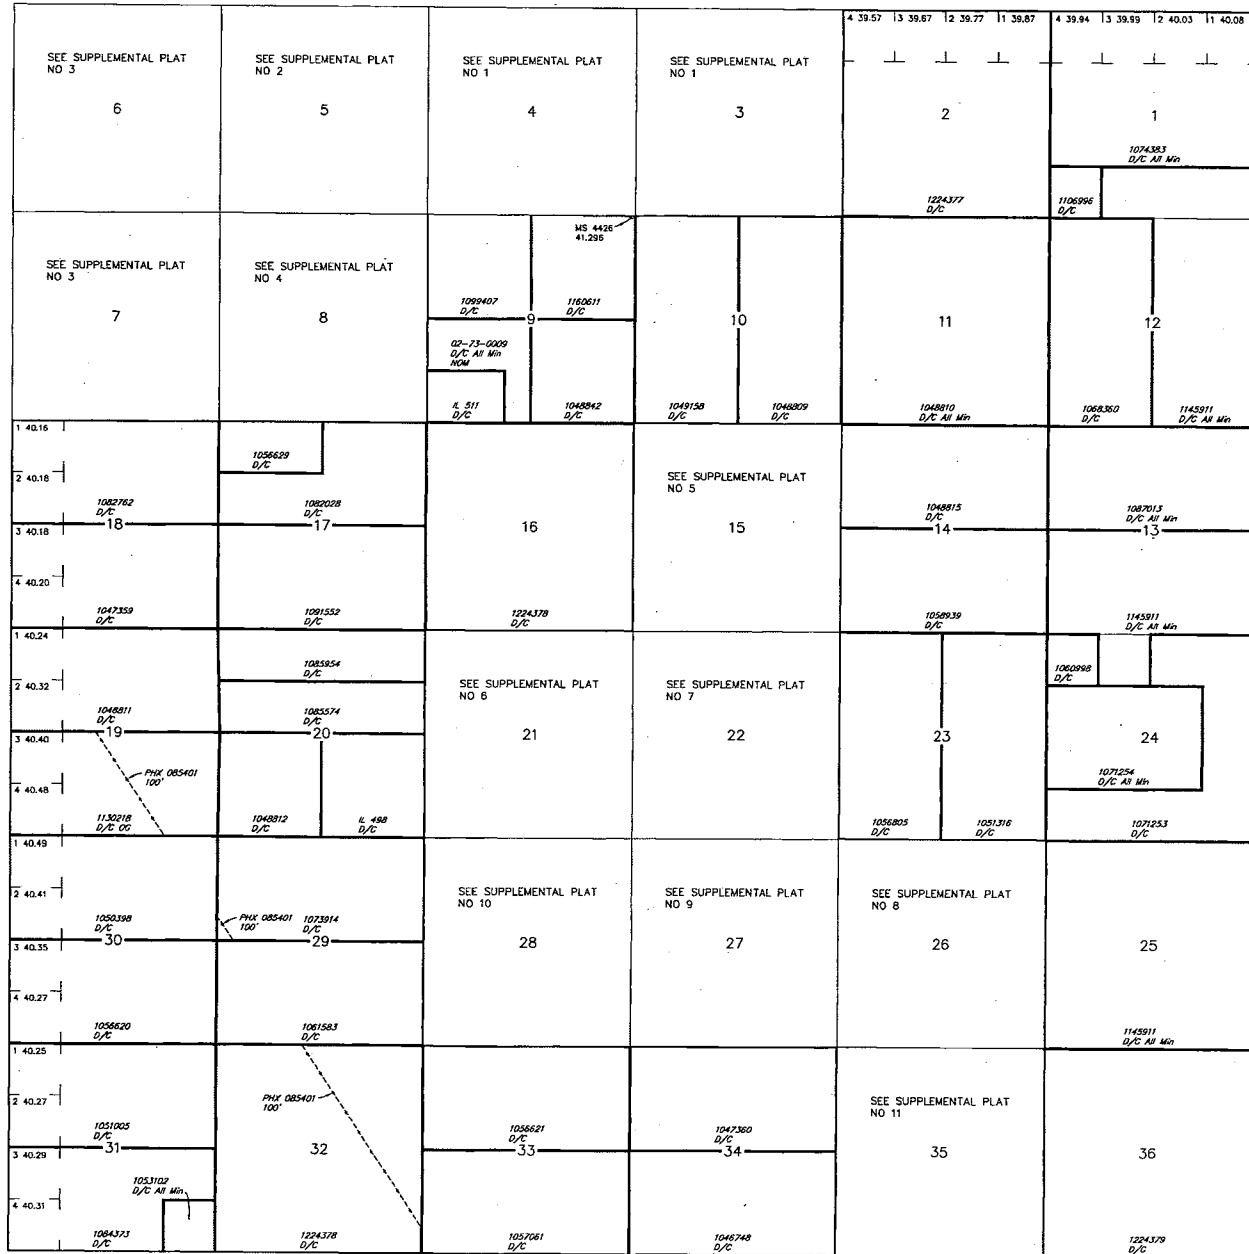 4 39.57 3 39.67 2 39.77 1 39.87 4 39.94 3 39.99 2 40.03 1 40.08
SEE SUPPLEMENTAL PLAT
NO 3
6
SEE SUPPLEMENTAL PLAT
NO 2
5
SEE SUPPLEMENTAL PLAT
NO 1
4
SEE SUPPLEMENTAL PLAT
NO 1
3
2
1224377
D/C
1
1074383
D/C All Min
1106996
D/C
SEE SUPPLEMENTAL PLAT
NO 3
7
SEE SUPPLEMENTAL PLAT
NO 4
8
MS 4426
41.296
1099407
D/C
1160611
D/C
9
02-73-0009
D/C All Min
NOM
IL 511
D/C
1048842
D/C
10
1049158
D/C
1048809
D/C
11
1048810
D/C All Min
12
1068360
D/C
1145911
D/C All Min
1 40.16
2 40.18
1082762
D/C
18
3 40.18
4 40.20
1047359
D/C
1056629
D/C
1082028
D/C
17
1091552
D/C
16
1224378
D/C
SEE SUPPLEMENTAL PLAT
NO 5
15
1048815
D/C
14
1058939
D/C
1087013
D/C All Min
13
1145911
D/C All Min
1 40.24
2 40.32
1048811
D/C
19
3 40.40
PHX 085401
100'
4 40.48
1130218
D/C OG
1085954
D/C
1085574
D/C
20
1048812
D/C
IL 498
D/C
SEE SUPPLEMENTAL PLAT
NO 6
21
SEE SUPPLEMENTAL PLAT
NO 7
22
23
1056805
D/C
1051316
D/C
1060998
D/C
24
1071254
D/C All Min
1071253
D/C
1 40.49
2 40.41
1050398
D/C
30
3 40.35
4 40.27
1056620
D/C
PHX 085401
100'
1073914
D/C
29
1061583
D/C
SEE SUPPLEMENTAL PLAT
NO 10
28
SEE SUPPLEMENTAL PLAT
NO 9
27
SEE SUPPLEMENTAL PLAT
NO 8
26
25
1145911
D/C All Min
1 40.25
2 40.27
1051005
D/C
31
3 40.29
1053102
D/C All Min
4 40.31
1084373
D/C
PHX 085401
100'
32
1224378
D/C
1056621
D/C
33
1057061
D/C
1047360
D/C
34
1046748
D/C
SEE SUPPLEMENTAL PLAT
NO 11
35
36
1224379
D/C